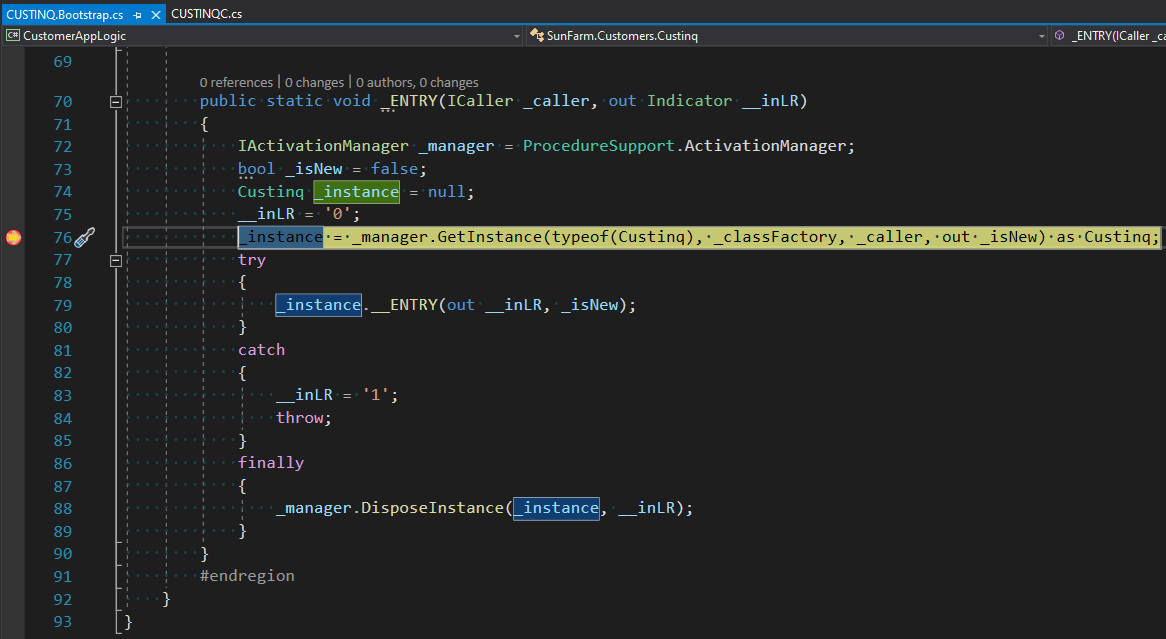 CUSTINQ.Bootstrap.cs CUSTINQC.cs
C# CustomerAppLogic SunFarm.Customers.Custinq _ENTRY(ICaller _ca
69
0 references | 0 changes | 0 authors, 0 changes
70 public static void _ENTRY(ICaller _caller, out Indicator __inLR)
71 {
72 IActivationManager _manager = ProcedureSupport.ActivationManager;
73 bool _isNew = false;
74 Custinq _instance = null;
75 __inLR = '0';
76 _instance = _manager.GetInstance(typeof(Custinq), _classFactory, _caller, out _isNew) as Custinq;
77 try
78 {
79 _instance.__ENTRY(out __inLR, _isNew);
80 }
81 catch
82 {
83 __inLR = '1';
84 throw;
85 }
86 finally
87 {
88 _manager.DisposeInstance(_instance, __inLR);
89 }
90 }
91 #endregion
92 }
93 }